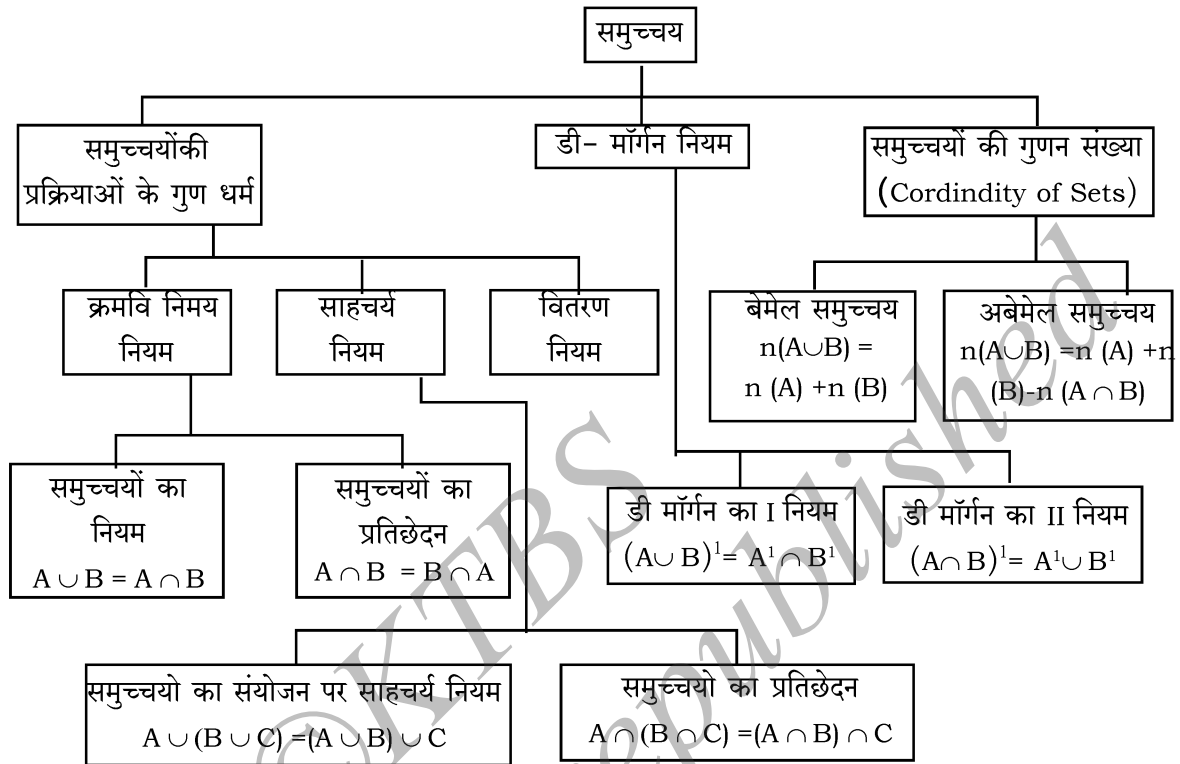 समुच्चय
समुच्चयोंकी
प्रक्रियाओं के गुण धर्म
डी- मॉर्गन नियम
समुच्चयों की गुणन संख्या
(Cordindity of Sets)
क्रमवि निमय
नियम
साहचर्य
नियम
वितरण
नियम
बेमेल समुच्चय
n(A∪B) =
n (A) +n (B)
अबेमेल समुच्चय
n(A∪B) =n (A) +n
(B)-n (A ∩ B)
समुच्चयों का
नियम
A ∪ B = A ∩ B
समुच्चयों का
प्रतिछेदन
A ∩ B = B ∩ A
डी मॉर्गन का I नियम
(A∪ B)¹= A¹ ∩ B¹
डी मॉर्गन का II नियम
(A∩ B)¹= A¹∪ B¹
समुच्चयो का संयोजन पर साहचर्य नियम
A ∪ (B ∪ C) =(A ∪ B) ∪ C
समुच्चयो का प्रतिछेदन
A ∩ (B ∩ C) =(A ∩ B) ∩ C
©KTBS
epublished